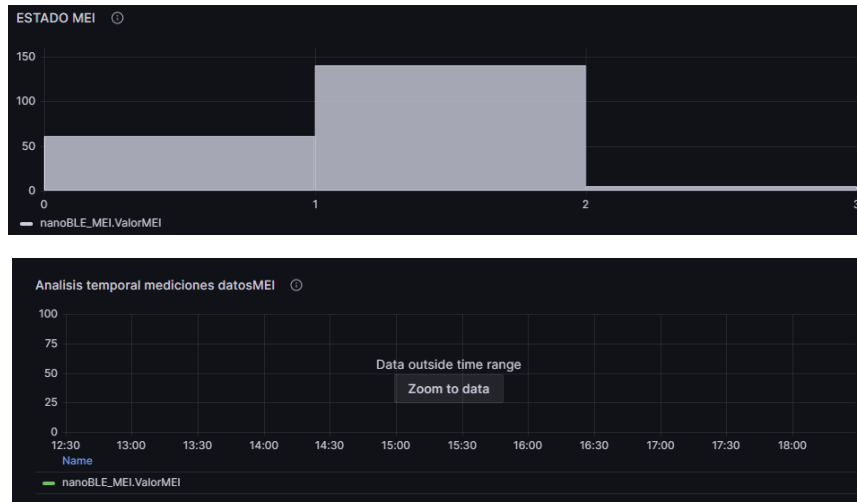 ESTADO MEI
150
100
50
0
0 1 2 3
nanoBLE_MEI.ValorMEI
Analisis temporal mediciones datosMEI
100
75
50
25
0
Data outside time range
Zoom to data
12:30 13:00 13:30 14:00 14:30 15:00 15:30 16:00 16:30 17:00 17:30 18:00
Name
nanoBLE_MEI.ValorMEI